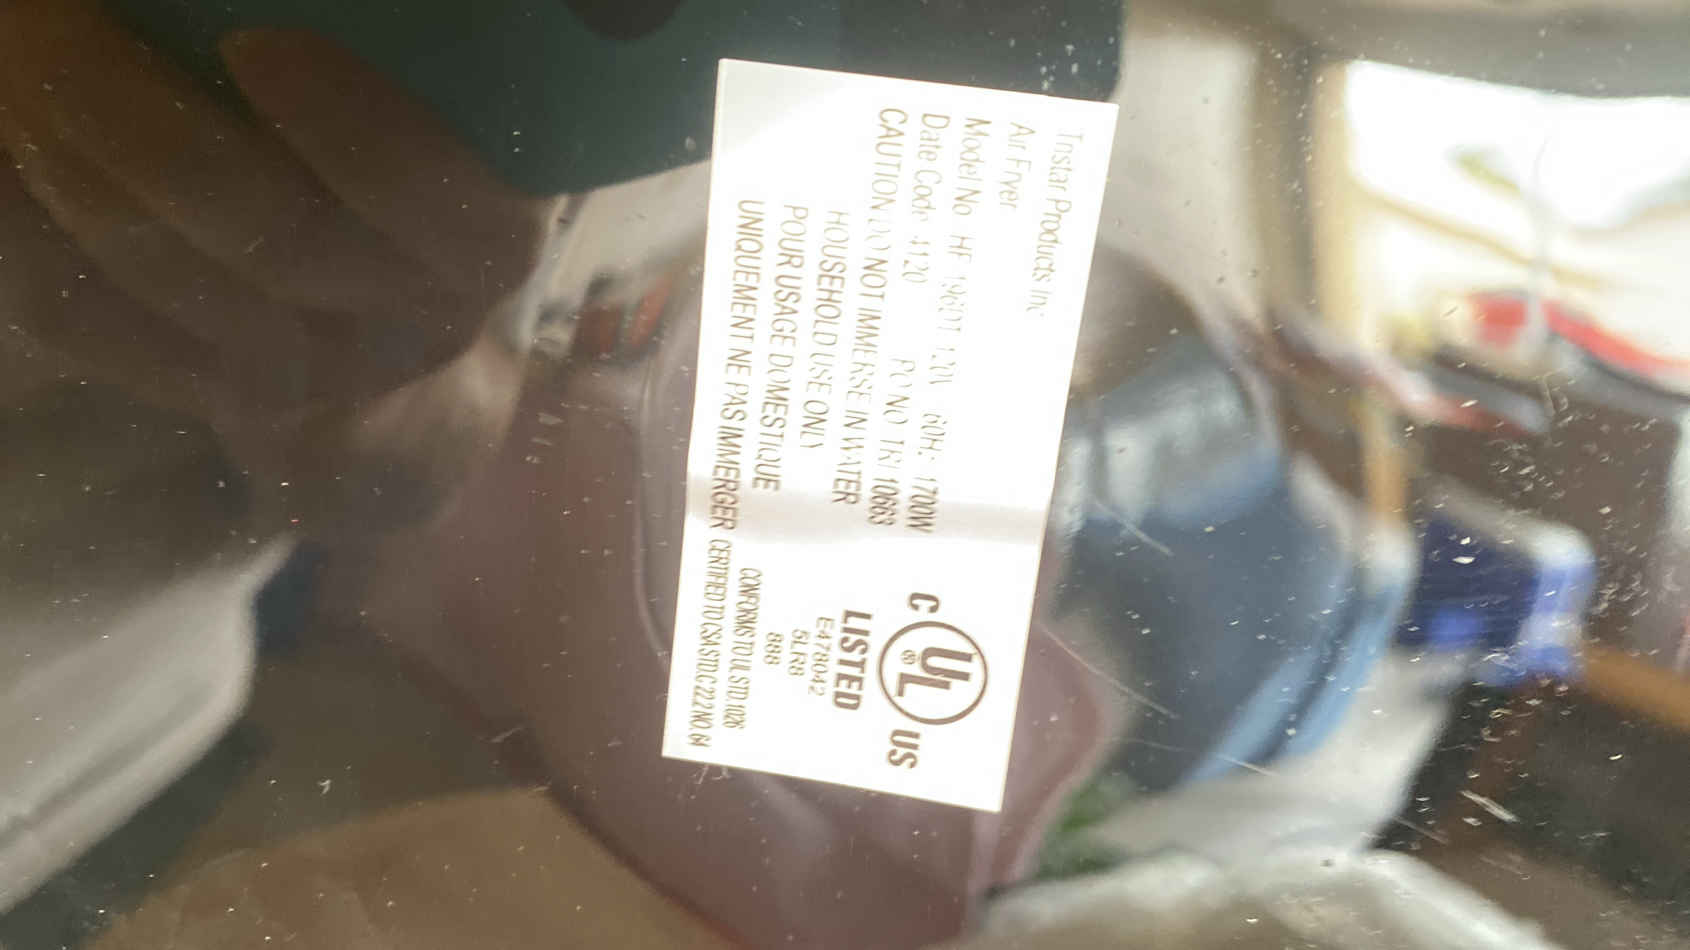 Tristar Products Inc
Air Fryer
Model No HF 196DT 120V 60Hz 1700W
Date Code 4120 PO NO TRI 10663
CAUTION DO NOT IMMERSE IN WATER
HOUSEHOLD USE ONLY
POUR USAGE DOMESTIQUE
UNIQUEMENT NE PAS IMMERGER
C UL ® US
LISTED
E478042
5LR8
888
CONFORMS TO UL STD.1026
CERTIFIED TO CSA STD.C22.2 NO.64